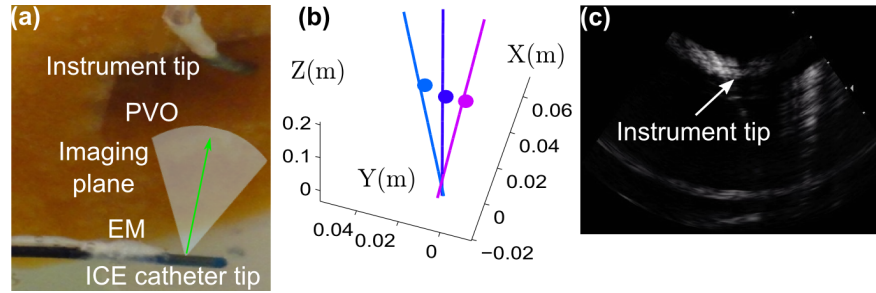 (a)
Instrument tip
PVO
Imaging
plane
EM
ICE catheter tip
(b)
Z(m)
0.2
0.1
0
Y(m)
0.04
0.02
0
X(m)
0.06
0.04
0.02
0
−0.02
(c)
Instrument tip